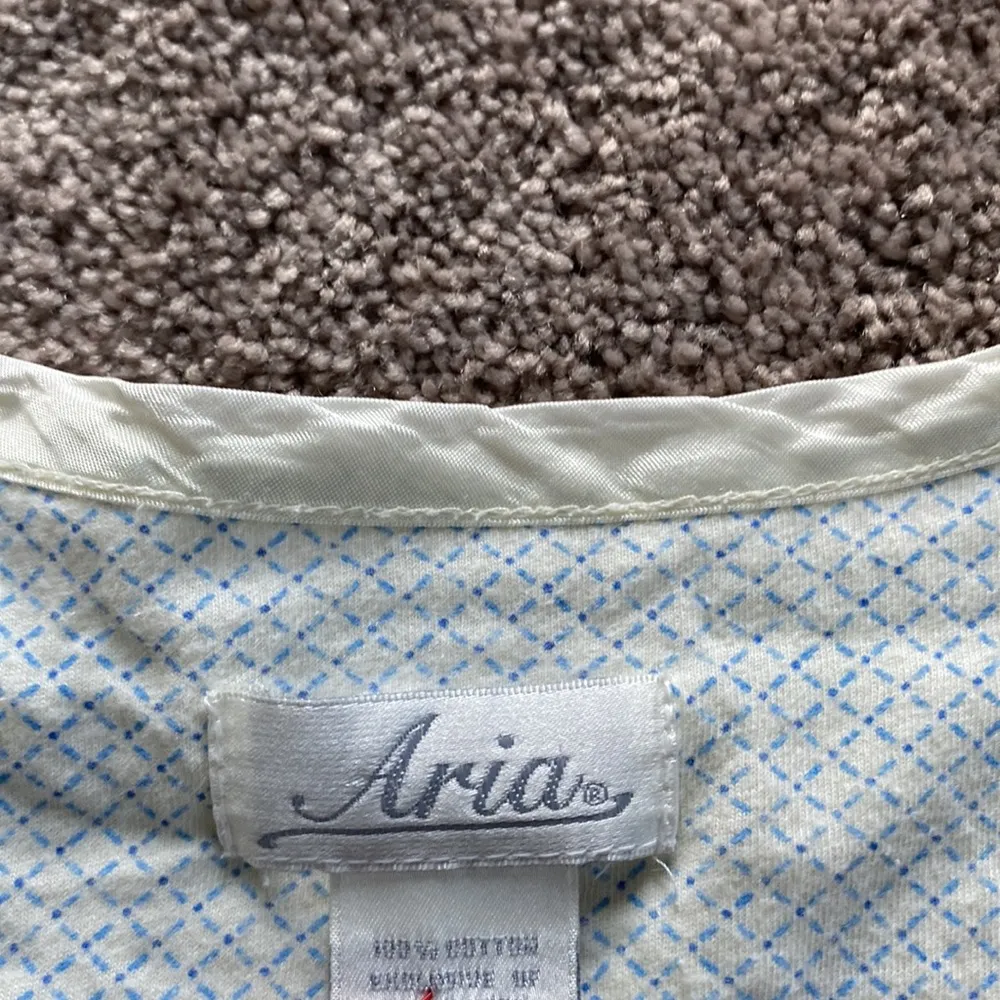 Aria®
100% COTTON
EXCLUSIVE OF